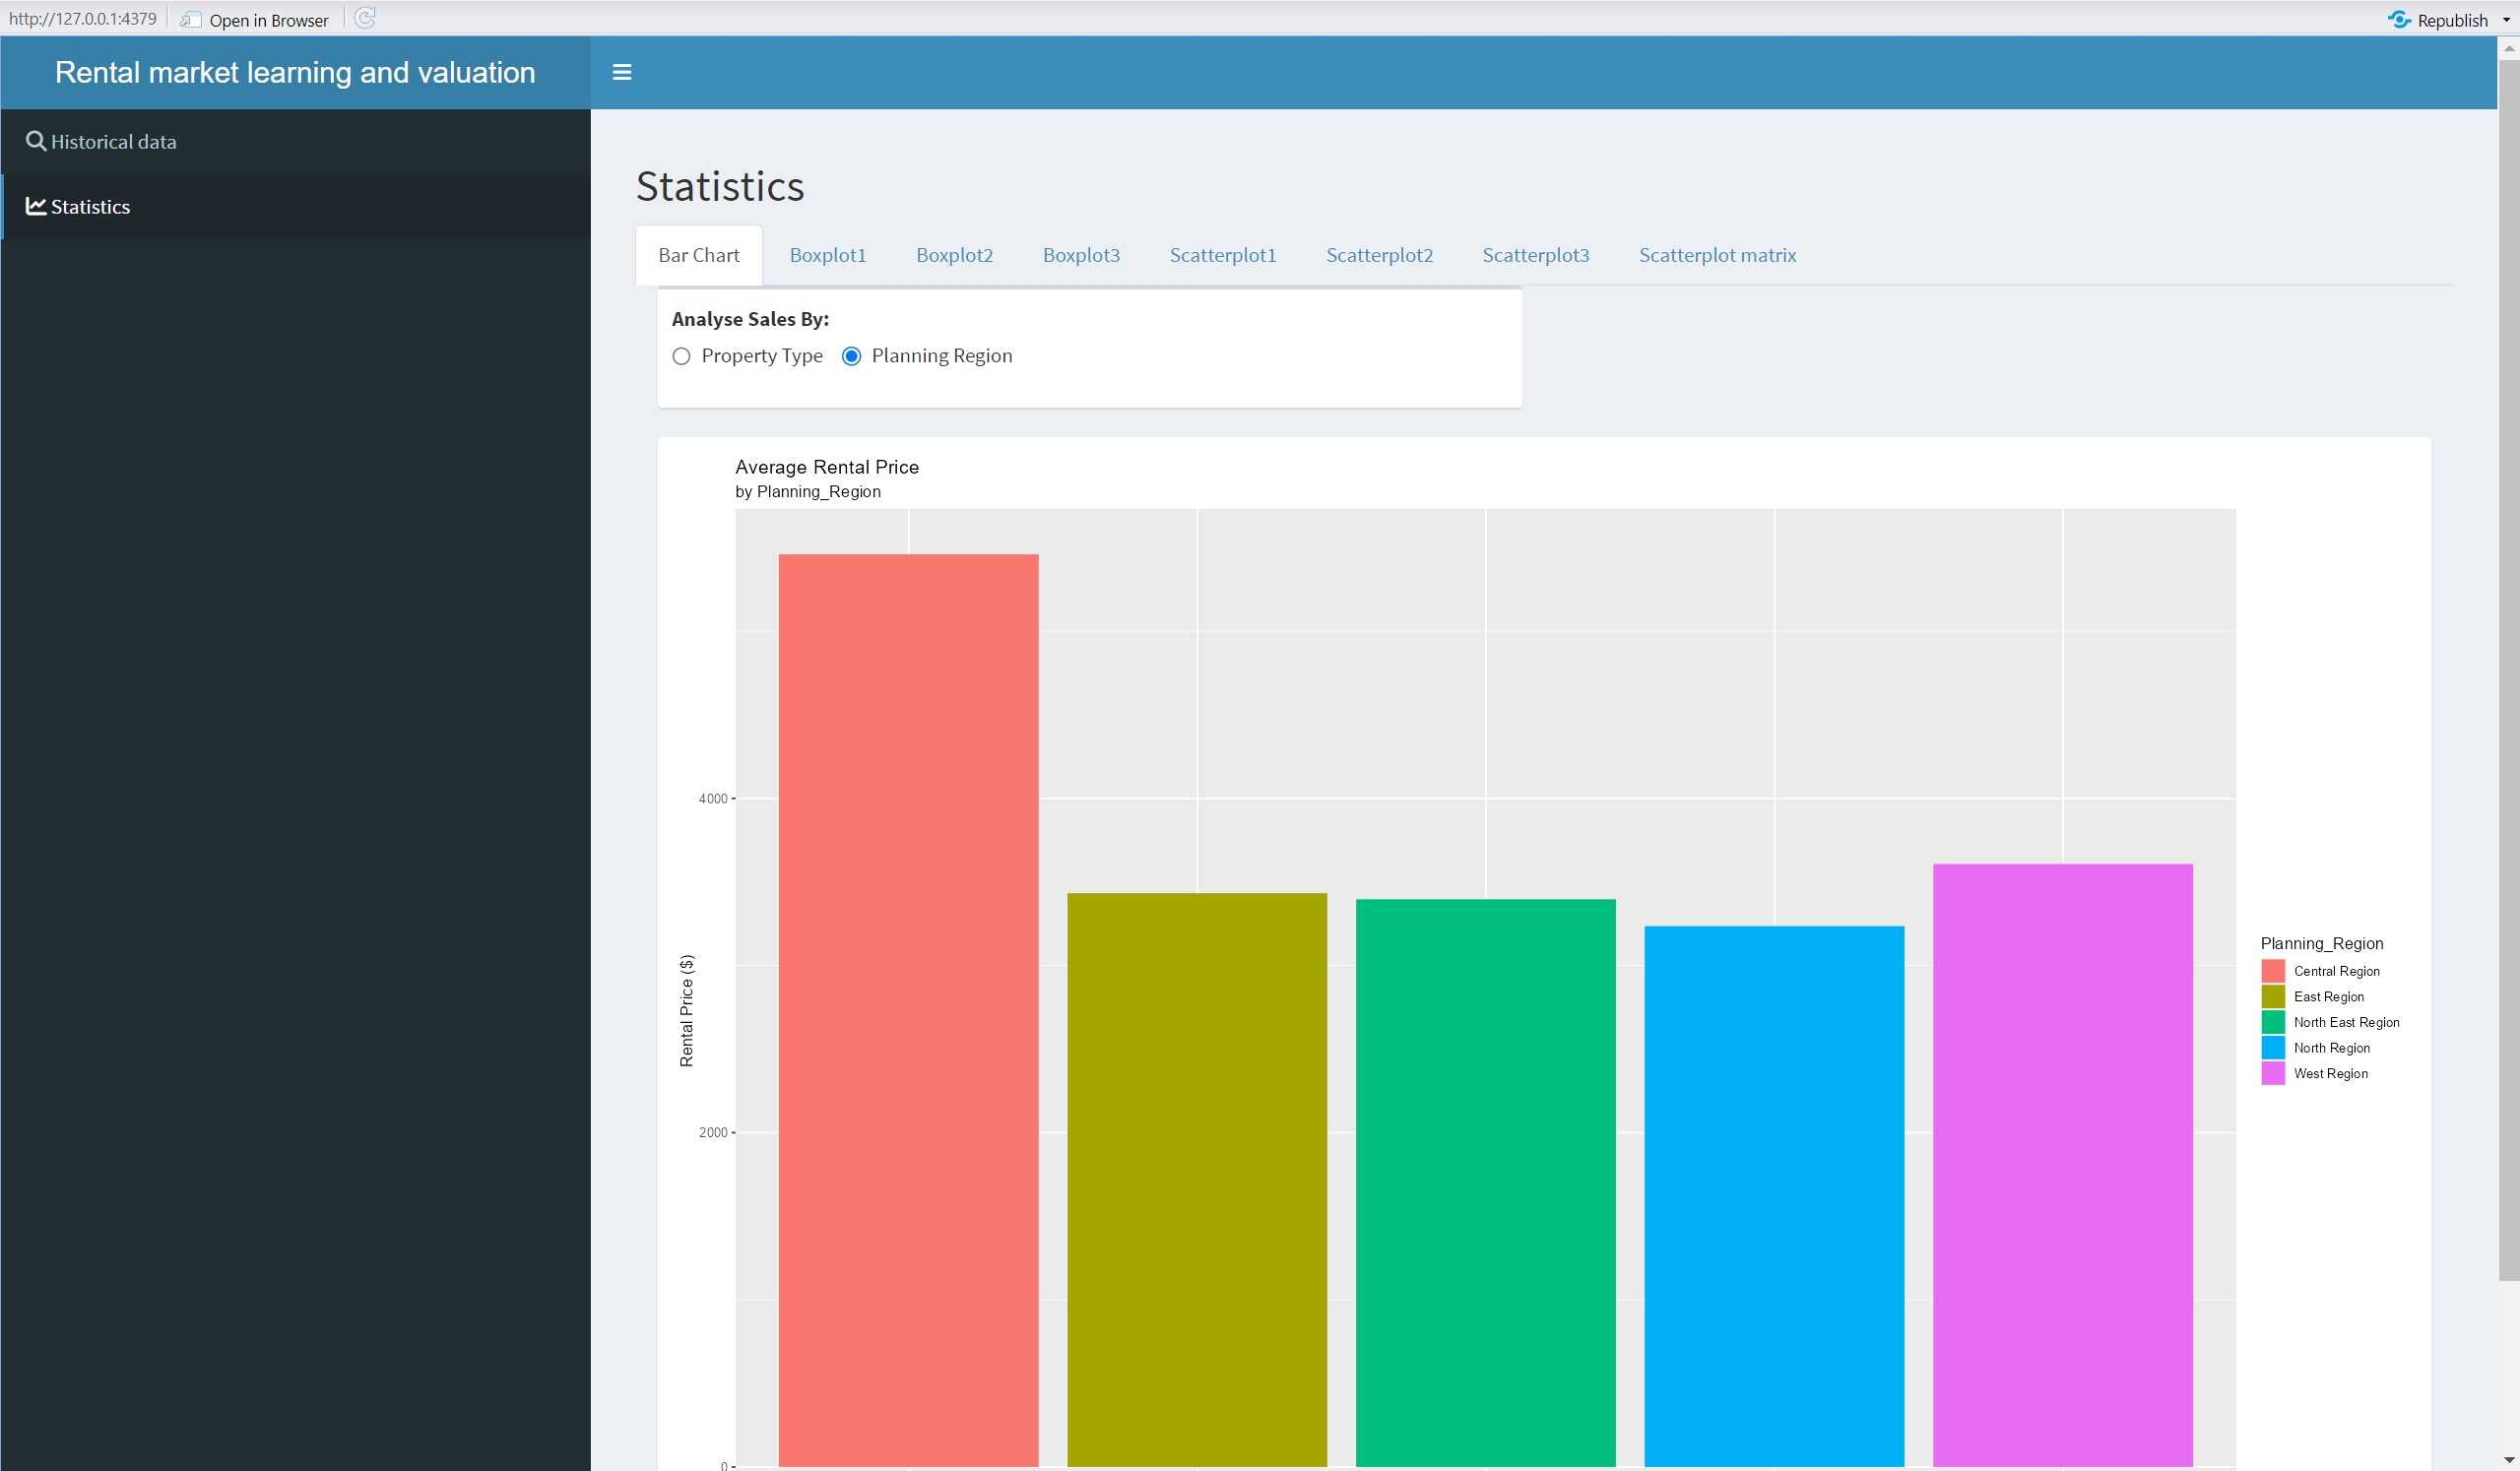 http://127.0.0.1:4379 Open in Browser Republish
Rental market learning and valuation
Historical data
Statistics
Statistics
Bar Chart Boxplot1 Boxplot2 Boxplot3 Scatterplot1 Scatterplot2 Scatterplot3 Scatterplot matrix
Analyse Sales By:
Property Type Planning Region
Average Rental Price
by Planning_Region
4000
2000
0
Rental Price ($)
Planning_Region
Central Region
East Region
North East Region
North Region
West Region